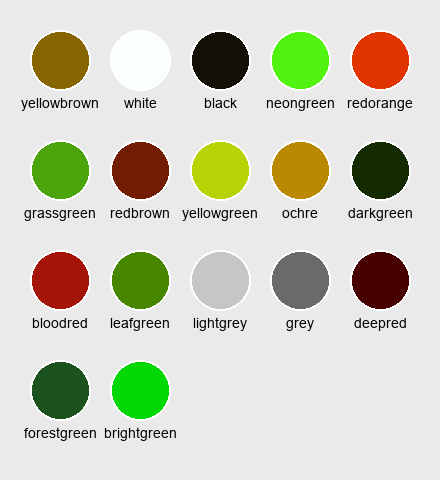 yellowbrown white black neongreen redorange
grassgreen redbrown yellowgreen ochre darkgreen
bloodred leafgreen lightgrey grey deepred
forestgreen brightgreen